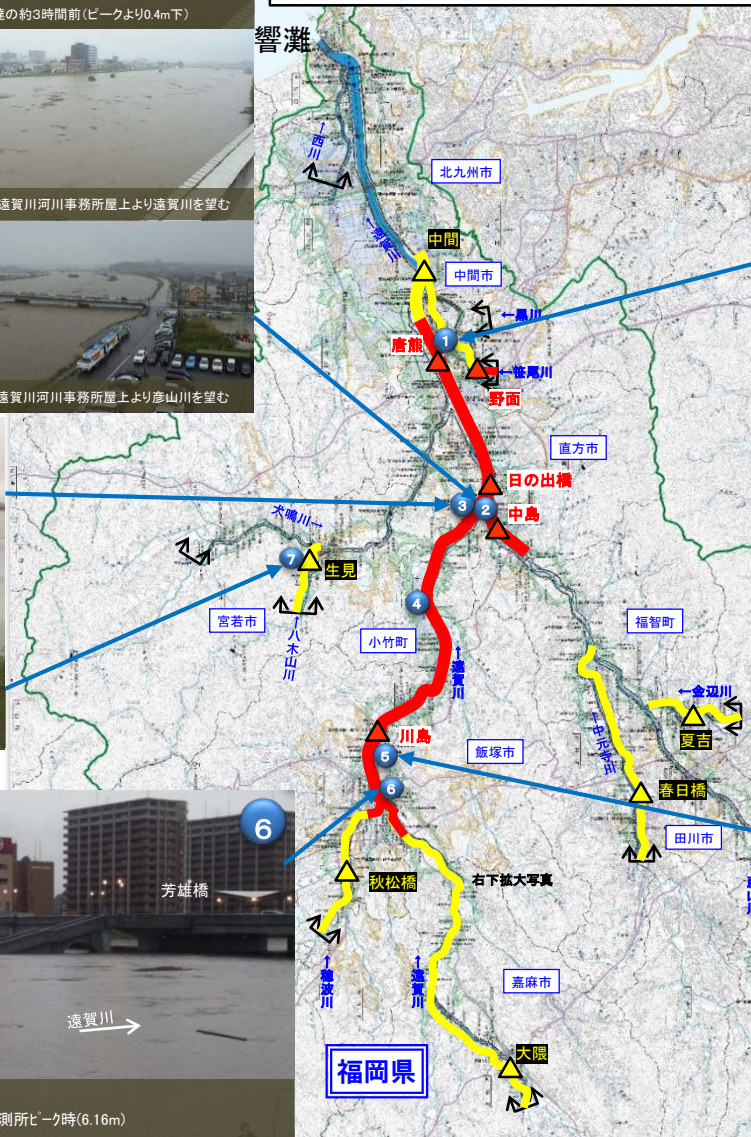 達の約3時間前(ピークより0.4m下)
遠賀川河川事務所屋上より遠賀川を望む
遠賀川河川事務所屋上より彦山川を望む
響灘
←西川
北九州市
←遠賀川
中間
中間市
←黒川
1
唐熊
←笹尾川
野面
直方市
日の出橋
3
2
中島
犬鳴川→
7
生見
宮若市
←八木山川
4
小竹町
←遠賀川
福智町
←金辺川
夏吉
←中元寺川
川島
5
飯塚市
6
春日橋
田川市
秋松橋
右下拡大写真
←穂波川
←遠賀川
嘉麻市
大隈
福岡県
6
芳雄橋
遠賀川
測所ピーク時(6.16m)